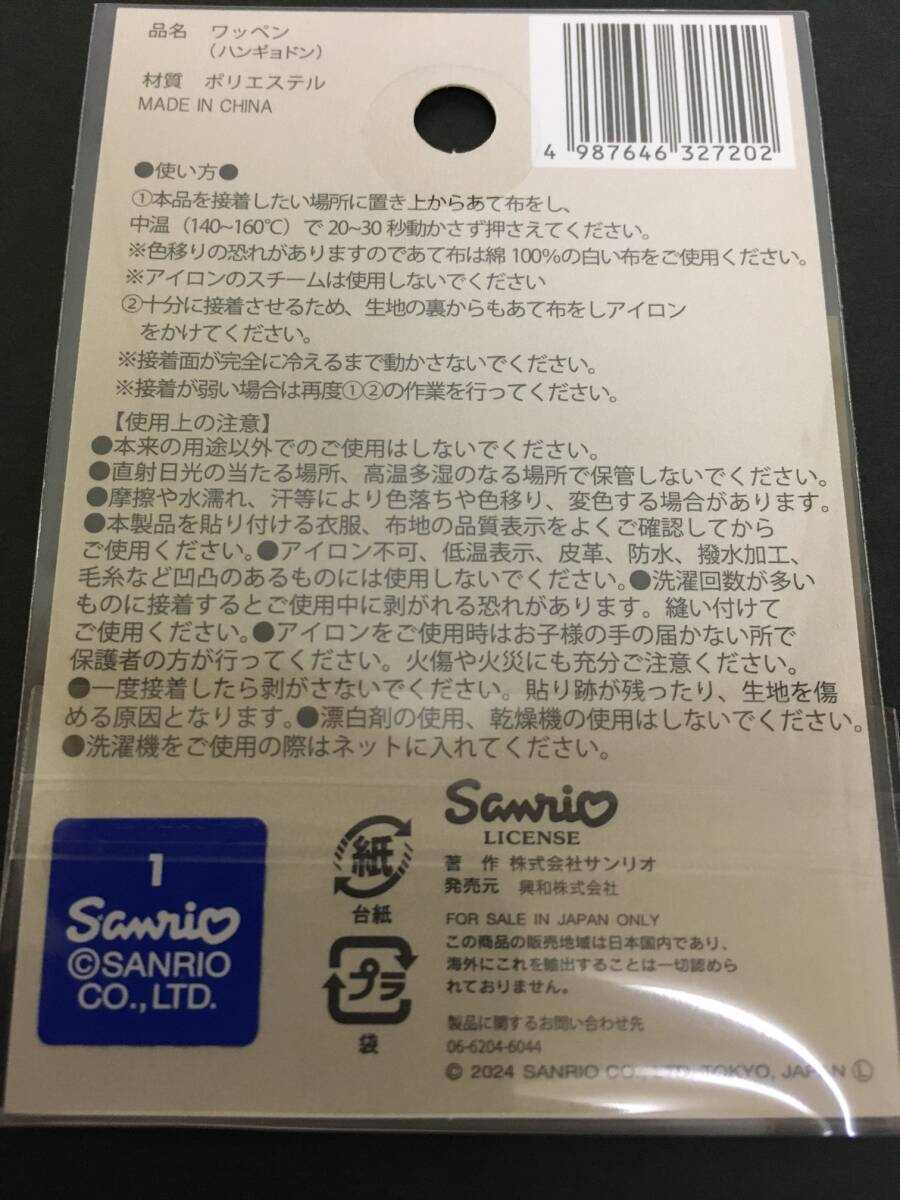 品名 ワッペン
(ハンギョドン)
材質 ポリエステル
MADE IN CHINA
4 987646 327202
●使い方●
①本品を接着したい場所に置き上からあて布をし、
中温（140~160℃）で 20~30 秒動かさず押さえてください。
※色移りの恐れがありますのであて布は綿 100%の白い布をご使用ください。
※アイロンのスチームは使用しないでください
②十分に接着させるため、生地の裏からもあて布をしアイロン
をかけてください。
※接着面が完全に冷えるまで動かさないでください。
※接着が弱い場合は再度①②の作業を行ってください。
【使用上の注意】
●本来の用途以外でのご使用はしないでください。
●直射日光の当たる場所、高温多湿のなる場所で保管しないでください。
●摩擦や水濡れ、汗等により色落ちや色移り、変色する場合があります。
●本製品を貼り付ける衣服、布地の品質表示をよくご確認してから
ご使用ください。●アイロン不可、低温表示、皮革、防水、撥水加工、
毛糸など凹凸のあるものには使用しないでください。●洗濯回数が多い
ものに接着するとご使用中に剥がれる恐れがあります。縫い付けて
ご使用ください。●アイロンをご使用時はお子様の手の届かない所で
保護者の方が行ってください。火傷や火災にも充分ご注意ください。
●一度接着したら剥がさないでください。貼り跡が残ったり、生地を傷
める原因となります。●漂白剤の使用、乾燥機の使用はしないでください。
●洗濯機をご使用の際はネットに入れてください。
1
Sanrio
©SANRIO
CO.,LTD.
紙
台紙
プラ
袋
Sanrio
LICENSE
著 作 株式会社サンリオ
発売元 興和株式会社
FOR SALE IN JAPAN ONLY
この商品の販売地域は日本国内であり、
海外にこれを輸出することは一切認めら
れておりません。
製品に関するお問い合わせ先
06-6204-6044
© 2024 SANRIO CO., LTD. TOKYO, JAPAN Ⓛ